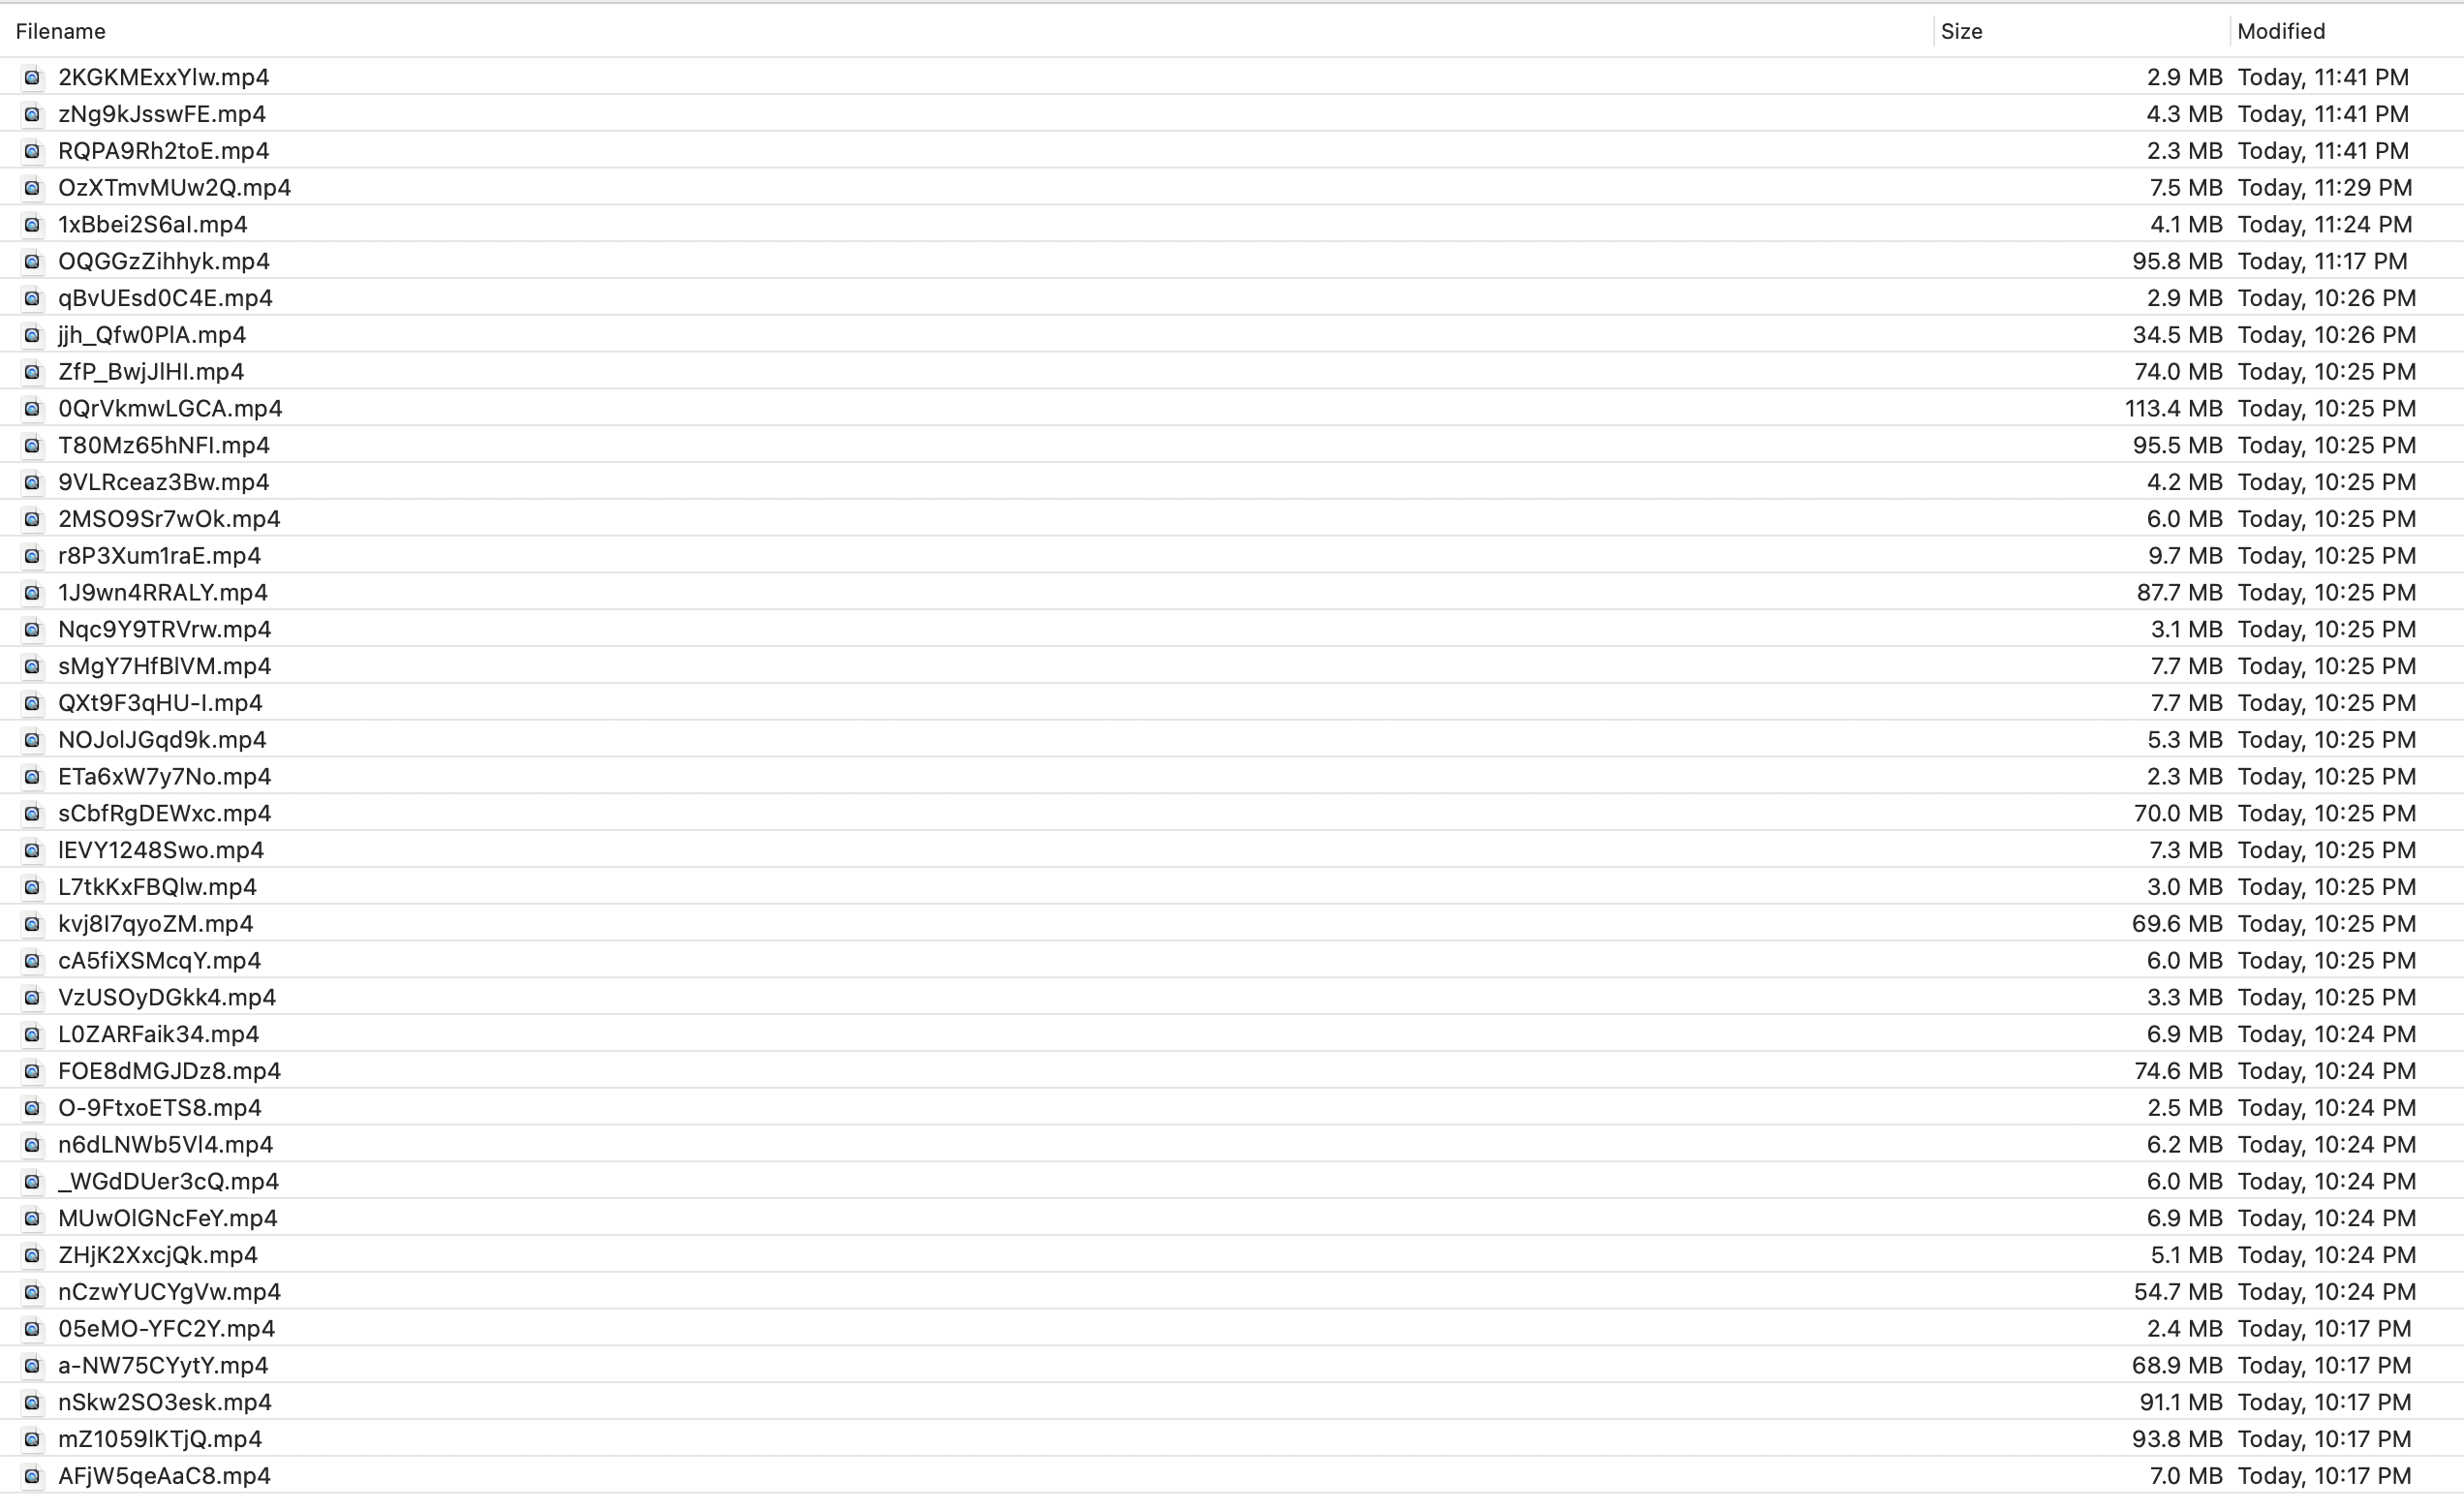 Filename Size Modified
2KGKMExxYlw.mp4 2.9 MB Today, 11:41 PM
zNg9kJsswFE.mp4 4.3 MB Today, 11:41 PM
RQPA9Rh2toE.mp4 2.3 MB Today, 11:41 PM
OzXTmvMUw2Q.mp4 7.5 MB Today, 11:29 PM
1xBbei2S6aI.mp4 4.1 MB Today, 11:24 PM
OQGGzZihhyk.mp4 95.8 MB Today, 11:17 PM
qBvUEsd0C4E.mp4 2.9 MB Today, 10:26 PM
jjh_Qfw0PlA.mp4 34.5 MB Today, 10:26 PM
ZfP_BwjJlHI.mp4 74.0 MB Today, 10:25 PM
0QrVkmwLGCA.mp4 113.4 MB Today, 10:25 PM
T80Mz65hNFI.mp4 95.5 MB Today, 10:25 PM
9VLRceaz3Bw.mp4 4.2 MB Today, 10:25 PM
2MSO9Sr7wOk.mp4 6.0 MB Today, 10:25 PM
r8P3Xum1raE.mp4 9.7 MB Today, 10:25 PM
1J9wn4RRALY.mp4 87.7 MB Today, 10:25 PM
Nqc9Y9TRVrw.mp4 3.1 MB Today, 10:25 PM
sMgY7HfBlVM.mp4 7.7 MB Today, 10:25 PM
QXt9F3qHU-I.mp4 7.7 MB Today, 10:25 PM
NOJolJGqd9k.mp4 5.3 MB Today, 10:25 PM
ETa6xW7y7No.mp4 2.3 MB Today, 10:25 PM
sCbfRgDEWxc.mp4 70.0 MB Today, 10:25 PM
lEVY1248Swo.mp4 7.3 MB Today, 10:25 PM
L7tkKxFBQlw.mp4 3.0 MB Today, 10:25 PM
kvj8I7qyoZM.mp4 69.6 MB Today, 10:25 PM
cA5fiXSMcqY.mp4 6.0 MB Today, 10:25 PM
VzUSOyDGkk4.mp4 3.3 MB Today, 10:25 PM
L0ZARFaik34.mp4 6.9 MB Today, 10:24 PM
FOE8dMGJDz8.mp4 74.6 MB Today, 10:24 PM
O-9FtxoETS8.mp4 2.5 MB Today, 10:24 PM
n6dLNWb5Vl4.mp4 6.2 MB Today, 10:24 PM
_WGdDUer3cQ.mp4 6.0 MB Today, 10:24 PM
MUwOlGNcFeY.mp4 6.9 MB Today, 10:24 PM
ZHjK2XxcjQk.mp4 5.1 MB Today, 10:24 PM
nCzwYUCYgVw.mp4 54.7 MB Today, 10:24 PM
05eMO-YFC2Y.mp4 2.4 MB Today, 10:17 PM
a-NW75CYytY.mp4 68.9 MB Today, 10:17 PM
nSkw2SO3esk.mp4 91.1 MB Today, 10:17 PM
mZ1059lKTjQ.mp4 93.8 MB Today, 10:17 PM
AFjW5qeAaC8.mp4 7.0 MB Today, 10:17 PM